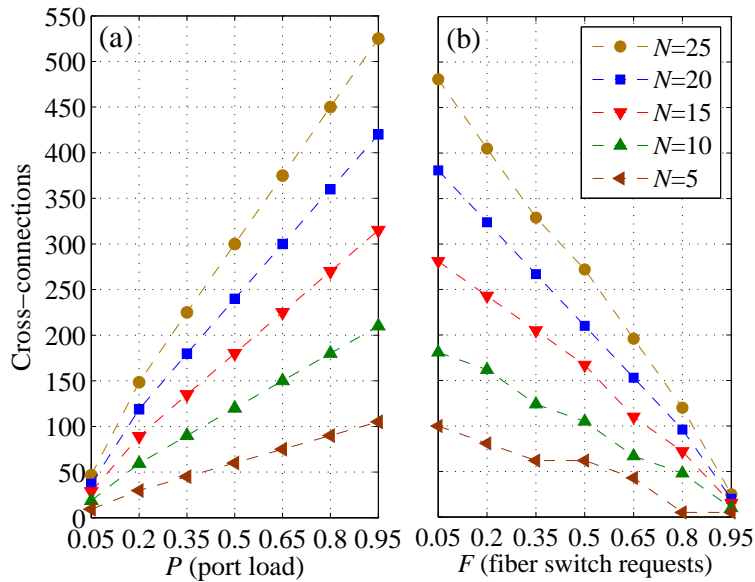 550
500
450
400
350
300
250
200
150
100
50
0
Cross-connections
(a)
0.05 0.2 0.35 0.5 0.65 0.8 0.95
P (port load)
(b)
N=25
N=20
N=15
N=10
N=5
0.05 0.2 0.35 0.5 0.65 0.8 0.95
F (fiber switch requests)